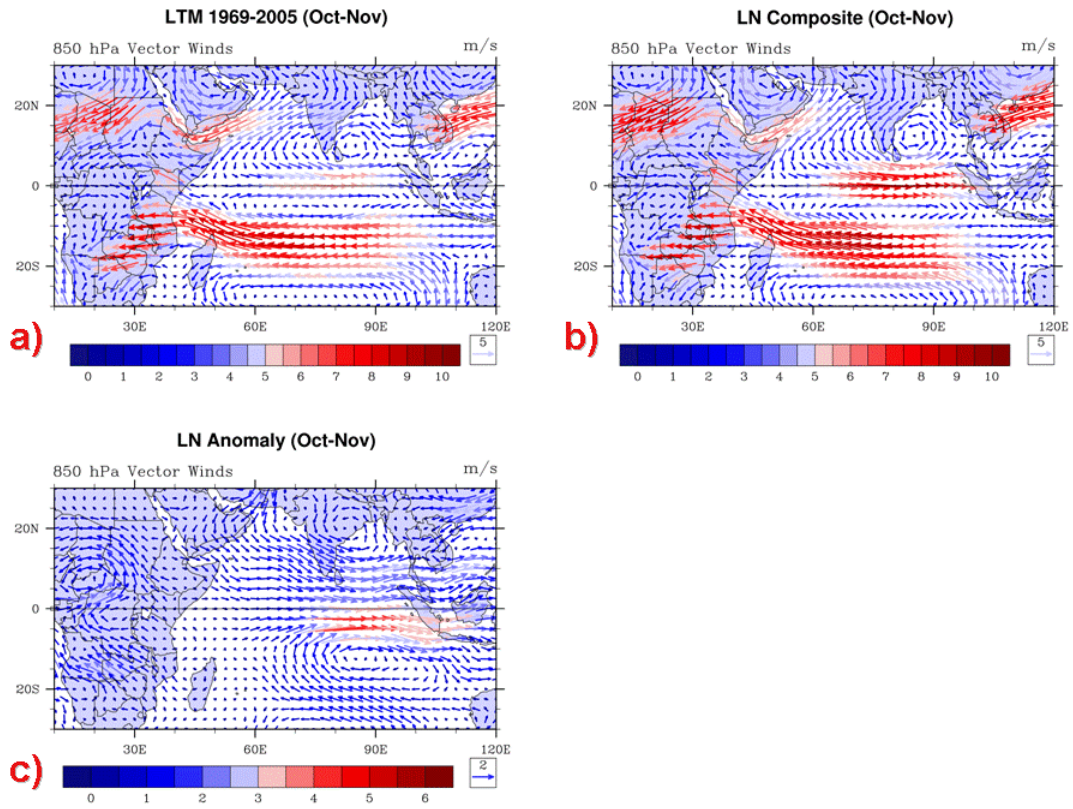 LTM 1969-2005 (Oct-Nov)
850 hPa Vector Winds m/s
20N
0
20S
30E 60E 90E 120E
a)
5
0 1 2 3 4 5 6 7 8 9 10
LN Composite (Oct-Nov)
850 hPa Vector Winds m/s
20N
0
20S
30E 60E 90E 120E
b)
5
0 1 2 3 4 5 6 7 8 9 10
LN Anomaly (Oct-Nov)
850 hPa Vector Winds m/s
20N
0
20S
30E 60E 90E 120E
c)
2
0 1 2 3 4 5 6